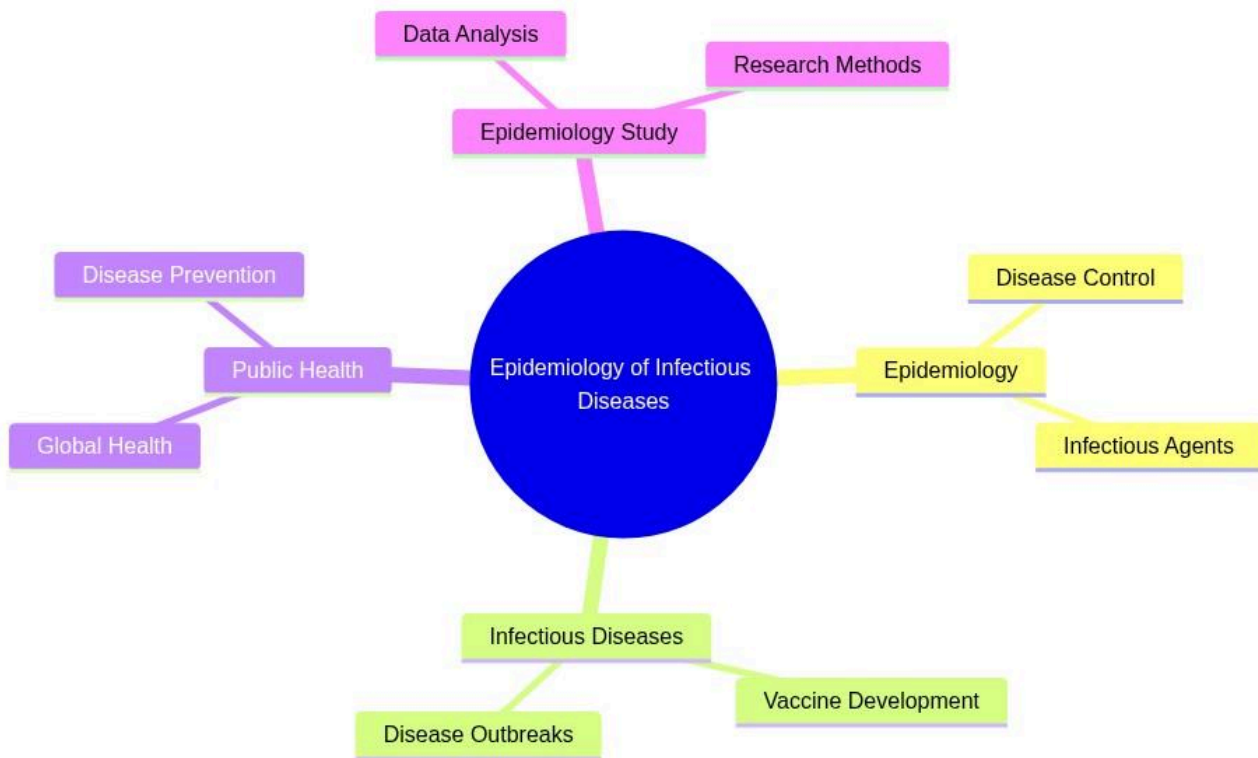 Data Analysis
Research Methods
Epidemiology Study
Disease Prevention
Disease Control
Public Health
Epidemiology of Infectious
Diseases
Epidemiology
Global Health
Infectious Agents
Infectious Diseases
Vaccine Development
Disease Outbreaks